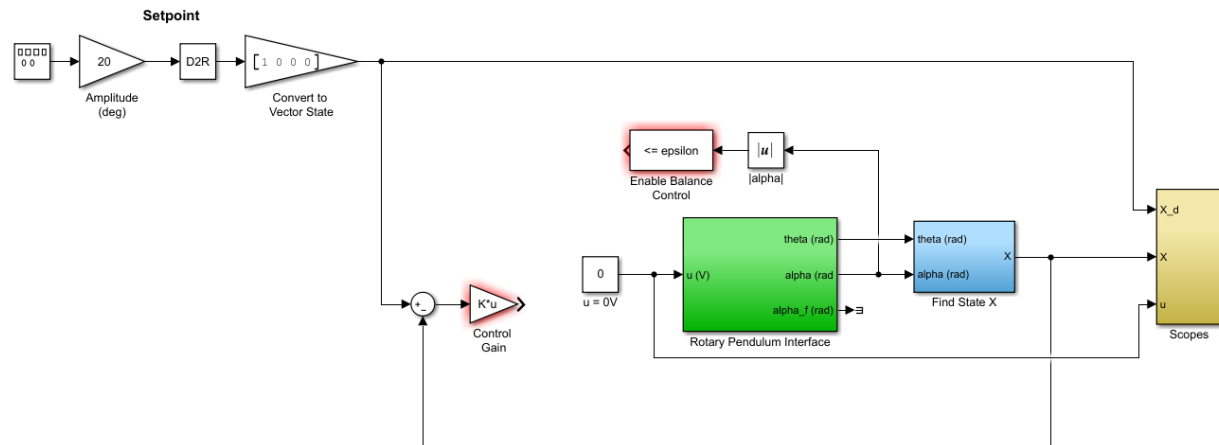 Setpoint
20
D2R
[ 1 0 0 0 ]
Amplitude
(deg)
Convert to
Vector State
<= epsilon
|u|
Enable Balance
Control
|alpha|
X_d
X
u
Scopes
theta (rad)
u (V)
alpha (rad
alpha_f (rad)
Rotary Pendulum Interface
theta (rad)
X
alpha (rad)
Find State X
0
u = 0V
+
_
K*u
Control
Gain